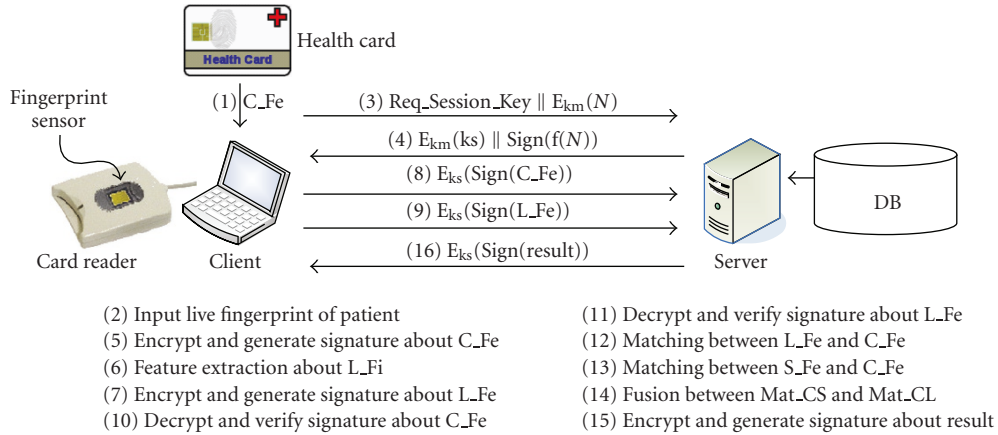 Health Card
Health card
Fingerprint
sensor
(1) C_Fe
(3) Req_Session_Key || E_km(N)
(4) E_km(ks) || Sign(f(N))
(8) E_ks(Sign(C_Fe))
(9) E_ks(Sign(L_Fe))
(16) E_ks(Sign(result))
DB
Card reader
Client
Server
(2) Input live fingerprint of patient
(5) Encrypt and generate signature about C_Fe
(6) Feature extraction about L_Fi
(7) Encrypt and generate signature about L_Fe
(10) Decrypt and verify signature about C_Fe
(11) Decrypt and verify signature about L_Fe
(12) Matching between L_Fe and C_Fe
(13) Matching between S_Fe and C_Fe
(14) Fusion between Mat_CS and Mat_CL
(15) Encrypt and generate signature about result